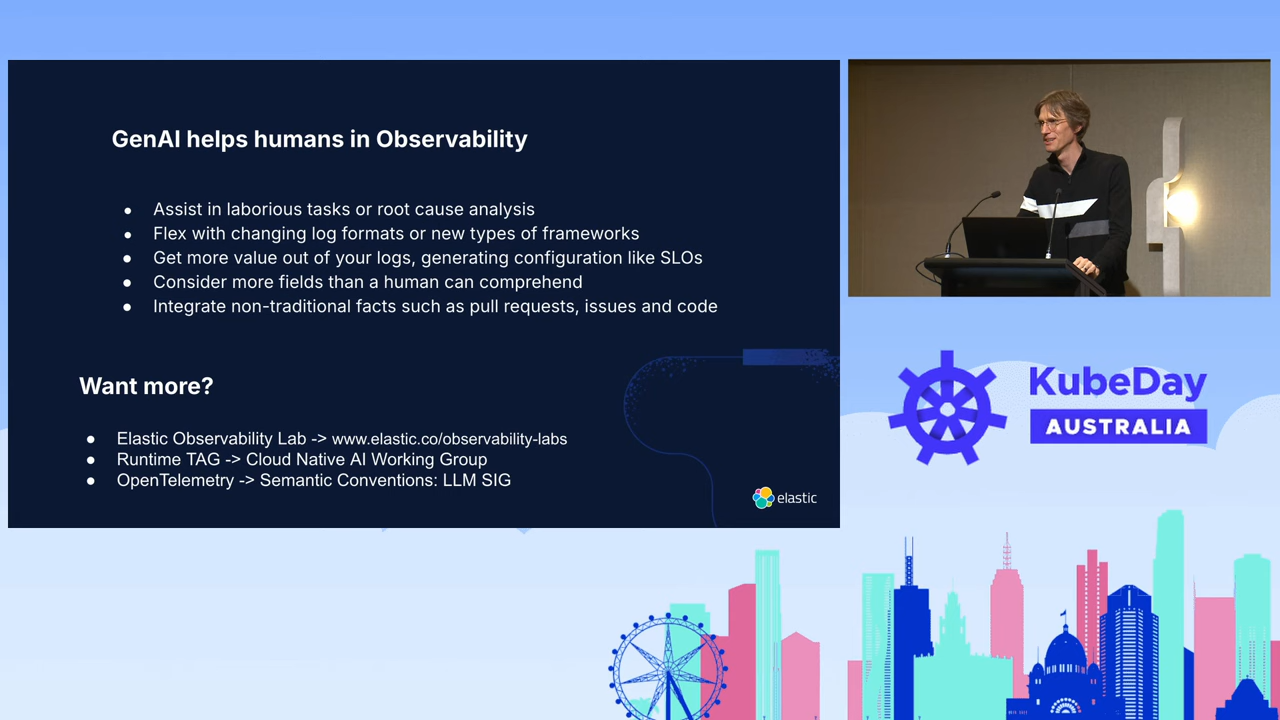 GenAI helps humans in Observability
● Assist in laborious tasks or root cause analysis
● Flex with changing log formats or new types of frameworks
● Get more value out of your logs, generating configuration like SLOs
● Consider more fields than a human can comprehend
● Integrate non-traditional facts such as pull requests, issues and code
Want more?
● Elastic Observability Lab -> www.elastic.co/observability-labs
● Runtime TAG -> Cloud Native AI Working Group
● OpenTelemetry -> Semantic Conventions: LLM SIG
elastic
KubeDay
AUSTRALIA